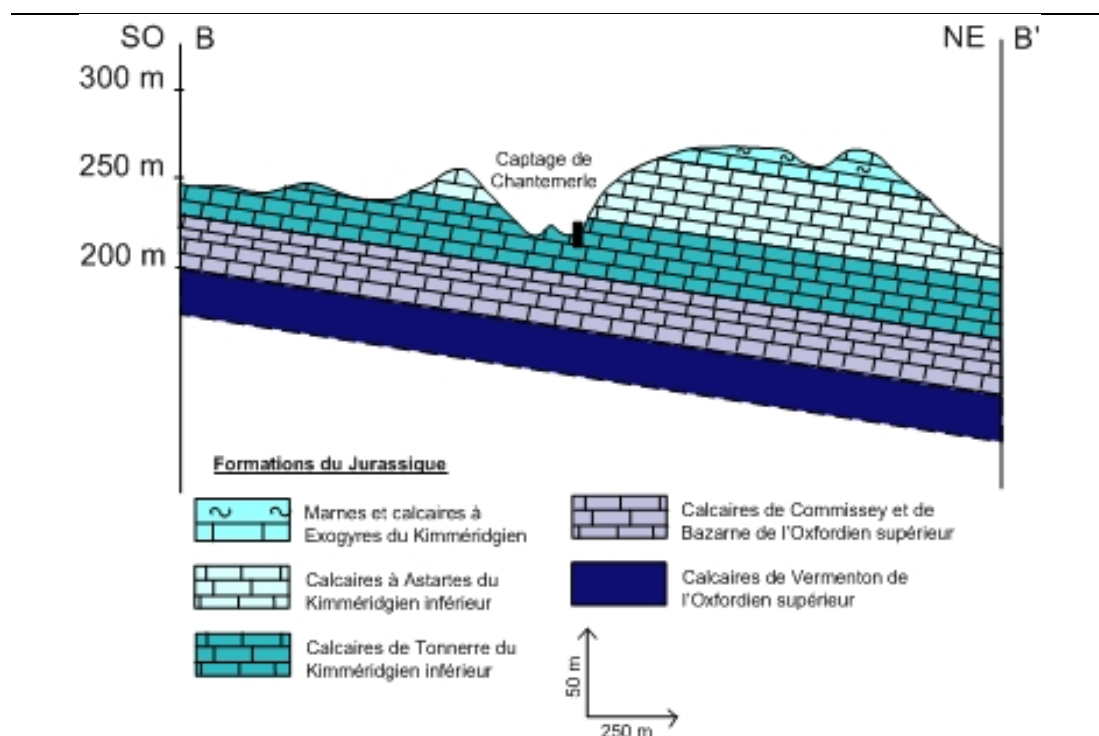 SO B
NE B'
300 m
250 m
200 m
Captage de
Chantemerle
Formations du Jurassique
Marnes et calcaires à
Exogyres du Kimméridgien
Calcaires à Astartes du
Kimméridgien inférieur
Calcaires de Tonnerre du
Kimméridgien inférieur
Calcaires de Commissey et de
Bazarne de l'Oxfordien supérieur
Calcaires de Vermenton de
l'Oxfordien supérieur
50 m
250 m